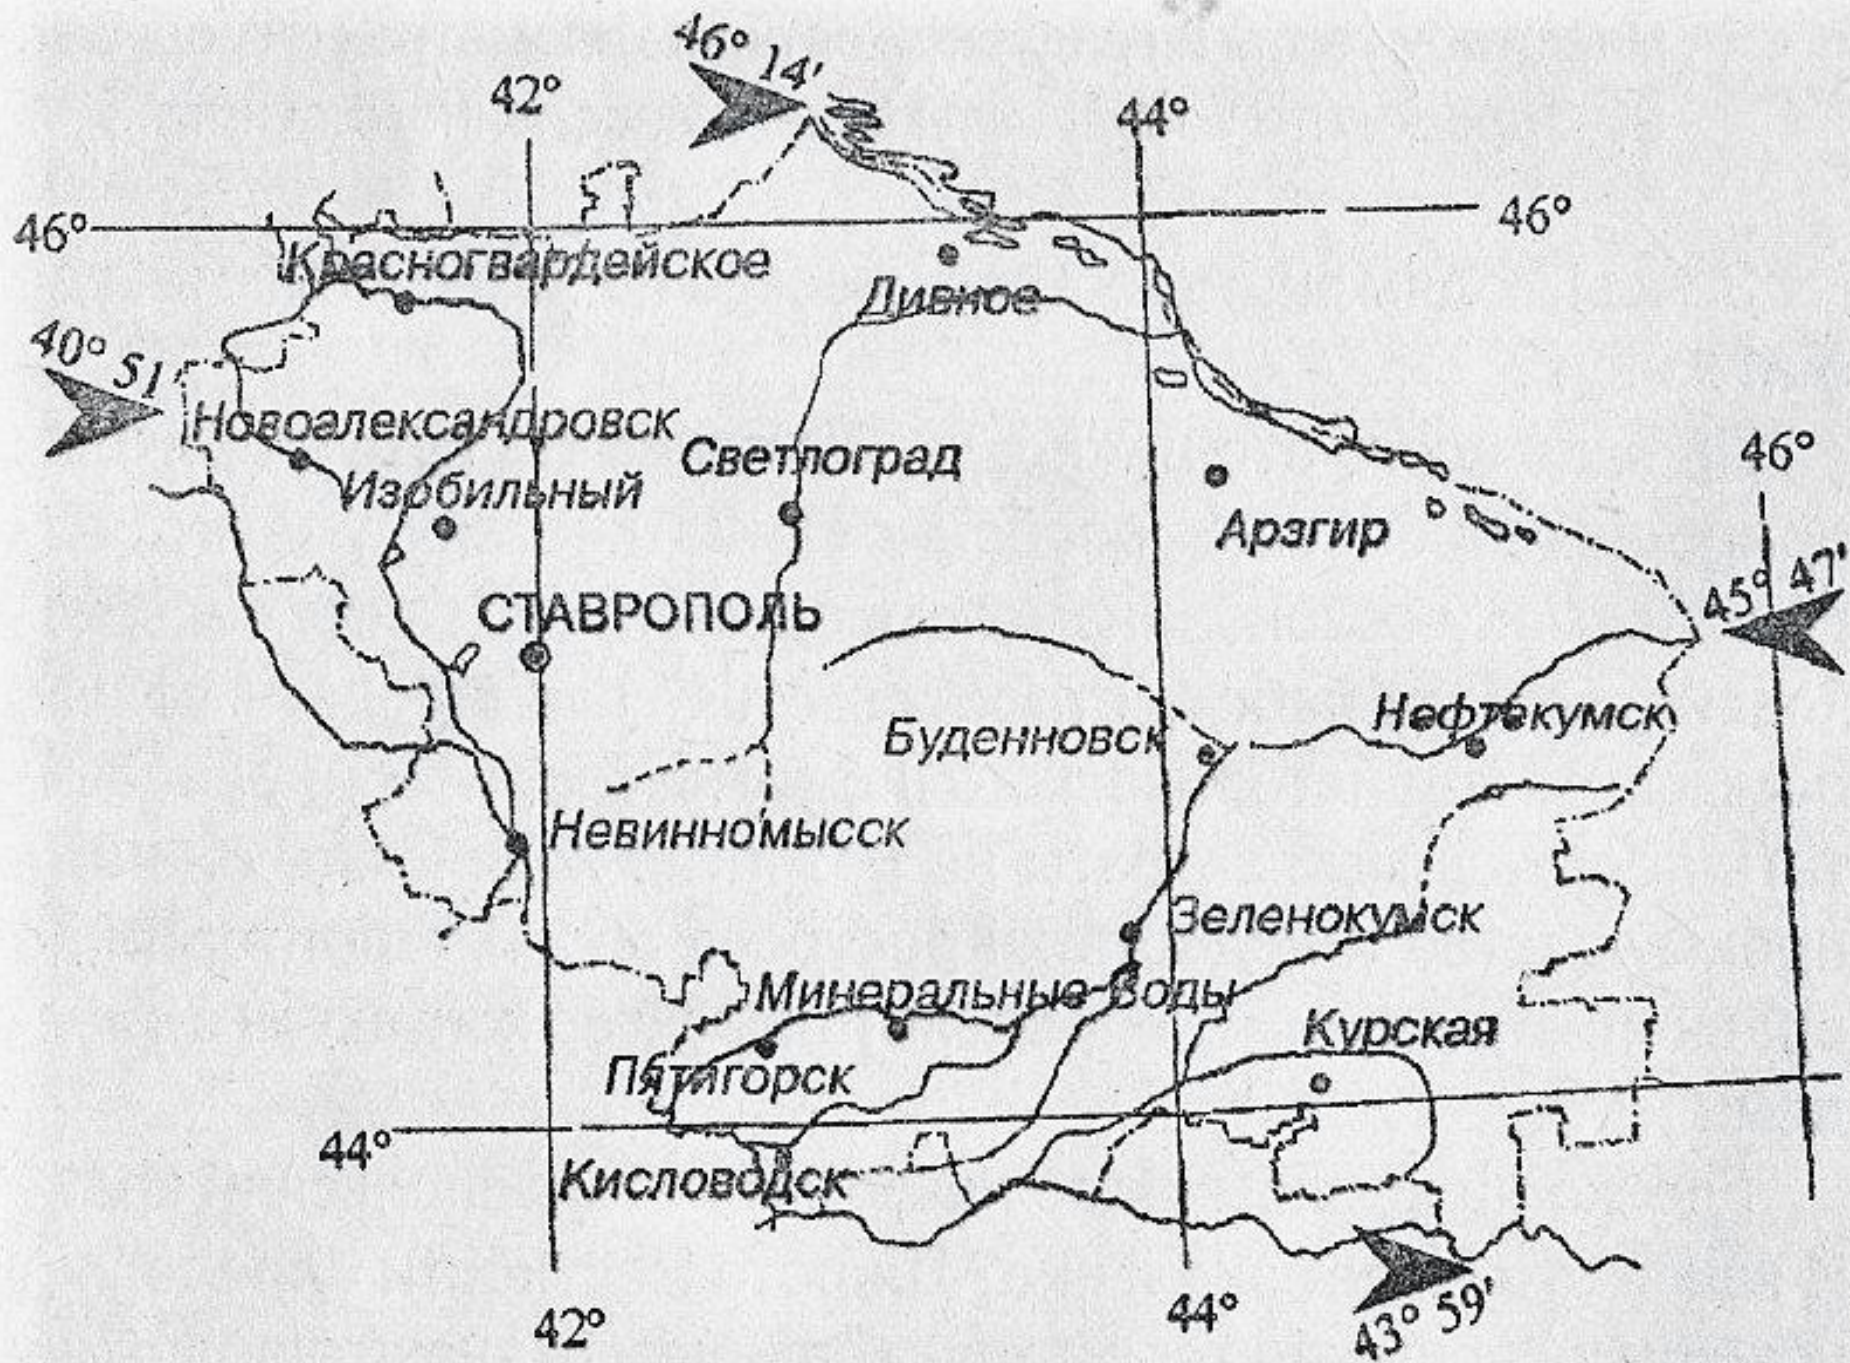 46° 14'
42°
44°
46°
46°
Красногвардейское
Дивное
40° 51'
Новоалександровск
Светлоград
46°
Изобильный
Арзгир
45° 47'
СТАВРОПОЛЬ
Нефтекумск
Буденновск
Невинномысск
Зеленокумск
Минеральные Воды
Курская
Пятигорск
44°
Кисловодск
42°
44°
43° 59'